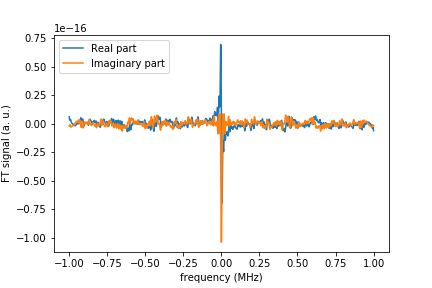 1e−16
0.75
0.50
0.25
0.00
−0.25
−0.50
−0.75
−1.00
FT signal (a. u.)
Real part
Imaginary part
−1.00 −0.75 −0.50 −0.25 0.00 0.25 0.50 0.75 1.00
frequency (MHz)